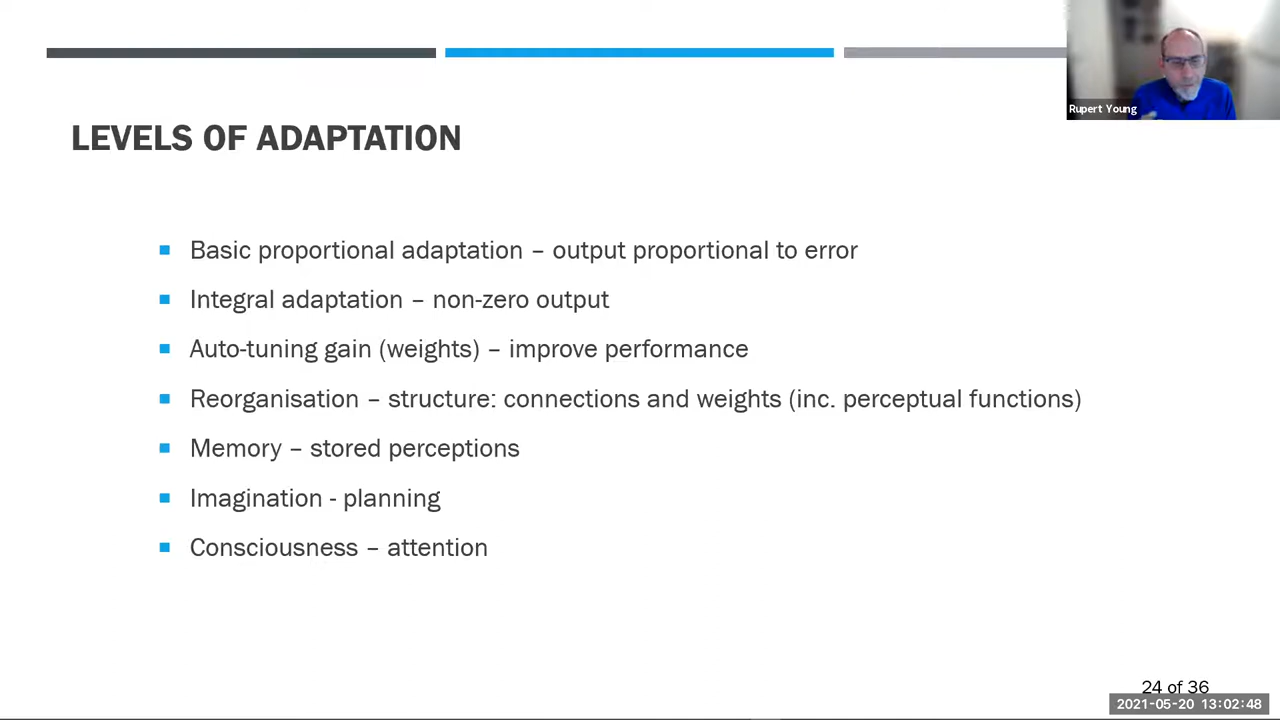 Rupert Young
LEVELS OF ADAPTATION
Basic proportional adaptation – output proportional to error
Integral adaptation – non-zero output
Auto-tuning gain (weights) – improve performance
Reorganisation – structure: connections and weights (inc. perceptual functions)
Memory – stored perceptions
Imagination - planning
Consciousness – attention
24 of 36
2021-05-20 13:02:48